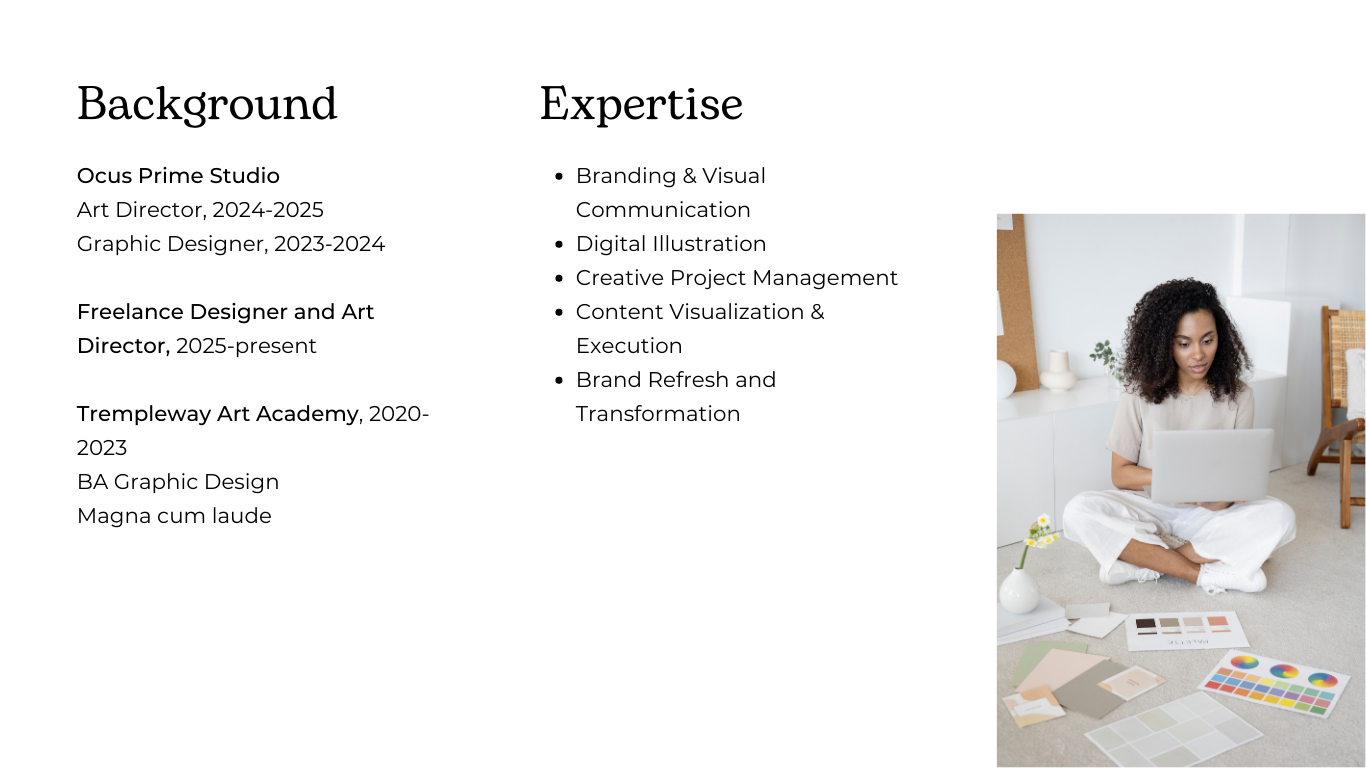 Background
Ocus Prime Studio
Art Director, 2024-2025
Graphic Designer, 2023-2024
Freelance Designer and Art
Director, 2025-present
Trempleway Art Academy, 2020-
2023
BA Graphic Design
Magna cum laude
Expertise
• Branding & Visual
Communication
• Digital Illustration
• Creative Project Management
• Content Visualization &
Execution
• Brand Refresh and
Transformation
PALETTE